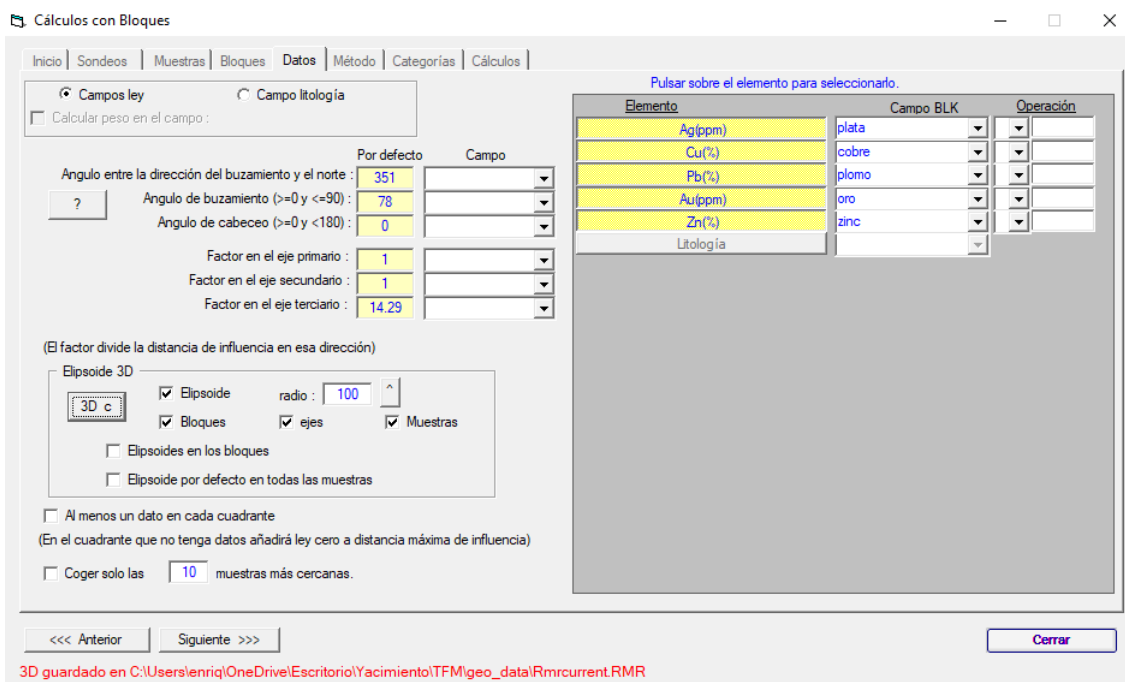 Cálculos con Bloques
Inicio Sondeos Muestras Bloques Datos Método Categorías Cálculos
Campos ley Campo litología
Calcular peso en el campo :
Por defecto Campo
Angulo entre la dirección del buzamiento y el norte : 351
? Angulo de buzamiento (>=0 y <=90) : 78
Angulo de cabeceo (>=0 y <180) : 0
Factor en el eje primario : 1
Factor en el eje secundario : 1
Factor en el eje terciario : 14.29
(El factor divide la distancia de influencia en esa dirección)
Elipsoide 3D
3D c Elipsoide radio : 100 ^
Bloques ejes Muestras
Elipsoides en los bloques
Elipsoide por defecto en todas las muestras
Al menos un dato en cada cuadrante
(En el cuadrante que no tenga datos añadirá ley cero a distancia máxima de influencia)
Coger solo las 10 muestras más cercanas.
Pulsar sobre el elemento para seleccionarlo.
Elemento Campo BLK Operación
Ag(ppm) plata
Cu(%) cobre
Pb(%) plomo
Au(ppm) oro
Zn(%) zinc
Litología
<<< Anterior Siguiente >>> Cerrar
3D guardado en C:\Users\enriq\OneDrive\Escritorio\Yacimiento\TFM\geo_data\Rmrcurrent.RMR